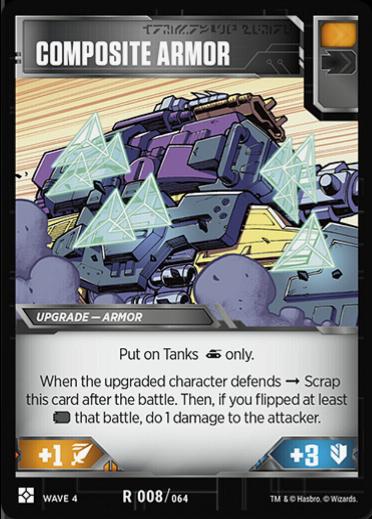 COMPOSITE ARMOR
UPGRADE — ARMOR
Put on Tanks only.
When the upgraded character defends → Scrap
this card after the battle. Then, if you flipped at least
that battle, do 1 damage to the attacker.
+1
+3
WAVE 4
R 008/064
TM & © Hasbro. © Wizards.